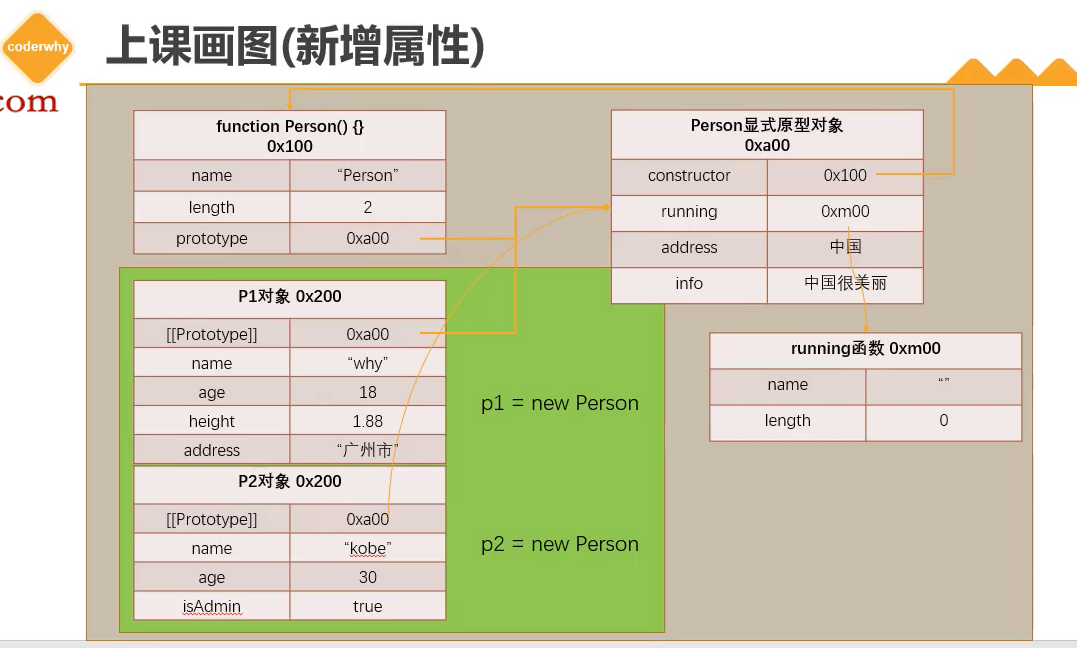 coderwhy
上课画图(新增属性)
com
function Person() {}
0x100
name “Person”
length 2
prototype 0xa00
Person显式原型对象
0xa00
constructor 0x100
running 0xm00
address 中国
info 中国很美丽
P1对象 0x200
[[Prototype]] 0xa00
name “why”
age 18
height 1.88
address “广州市”
p1 = new Person
running函数 0xm00
name “”
length 0
P2对象 0x200
[[Prototype]] 0xa00
name “kobe”
age 30
isAdmin true
p2 = new Person